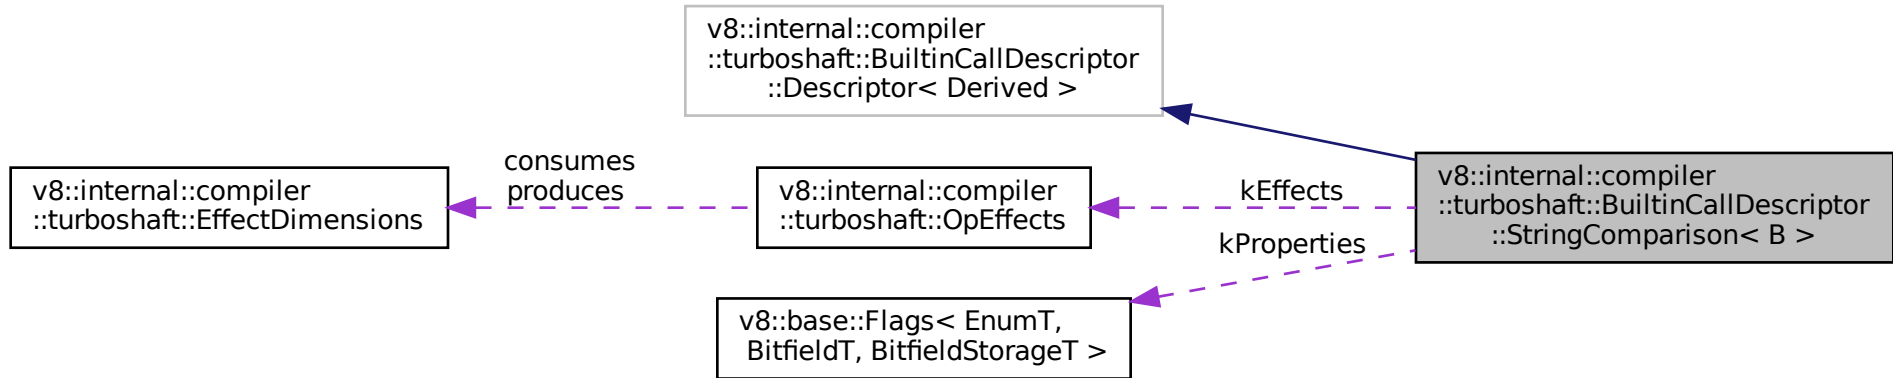 v8::internal::compiler
::turboshaft::BuiltinCallDescriptor
::Descriptor< Derived >
v8::internal::compiler
::turboshaft::EffectDimensions
consumes
produces
v8::internal::compiler
::turboshaft::OpEffects
kEffects
kProperties
v8::internal::compiler
::turboshaft::BuiltinCallDescriptor
::StringComparison< B >
v8::base::Flags< EnumT,
BitfieldT, BitfieldStorageT >